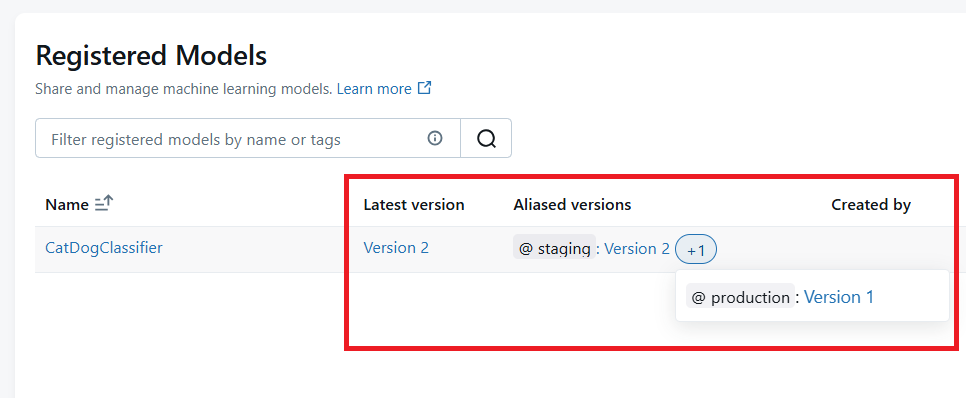 Registered Models
Share and manage machine learning models. Learn more
Filter registered models by name or tags
Name Latest version Aliased versions Created by
CatDogClassifier Version 2 @ staging : Version 2 +1
@ production : Version 1